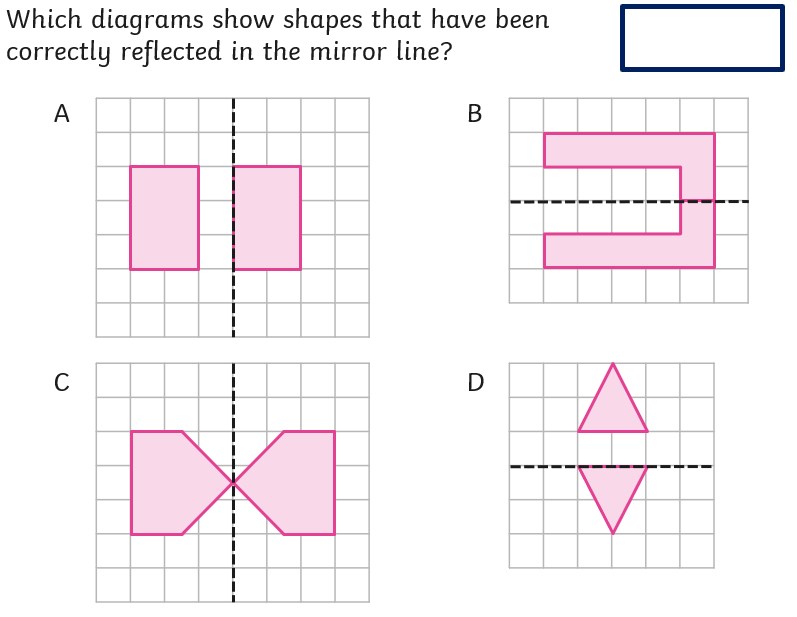 Which diagrams show shapes that have been
correctly reflected in the mirror line?
A
B
C
D